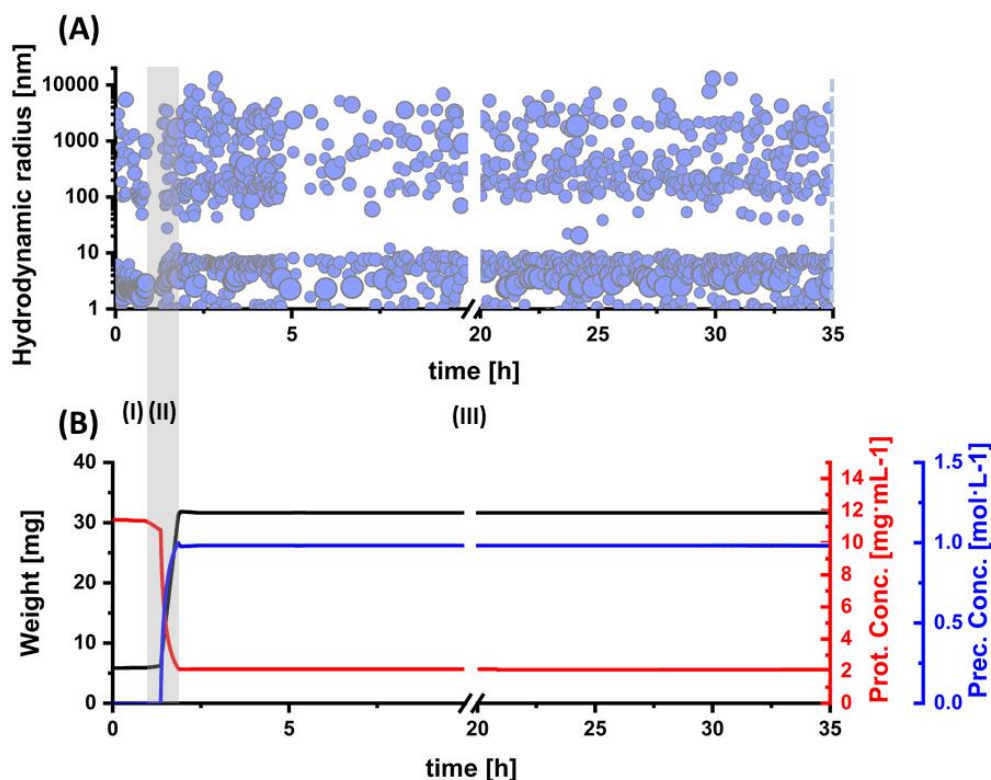 (A)
Hydrodynamic radius [nm]
10000
1000
100
10
1
0 5 20 25 30 35
time [h]
(I) (II) (III)
(B)
Weight [mg]
40
30
20
10
0
0 5 20 25 30 35
time [h]
14
12
10
8
6
4
2
0
Prot. Conc. [mg·mL-1]
1.5
1.0
0.5
0.0
Prec. Conc. [mol·L-1]